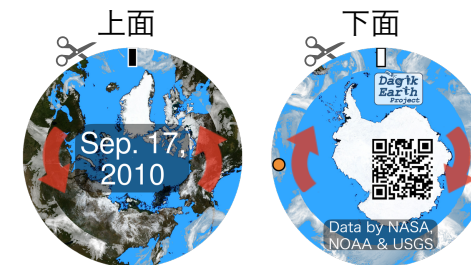 上面
下面
Sep. 17,
2010
Dagik
Earth
Project
Data by NASA,
NOAA & USGS